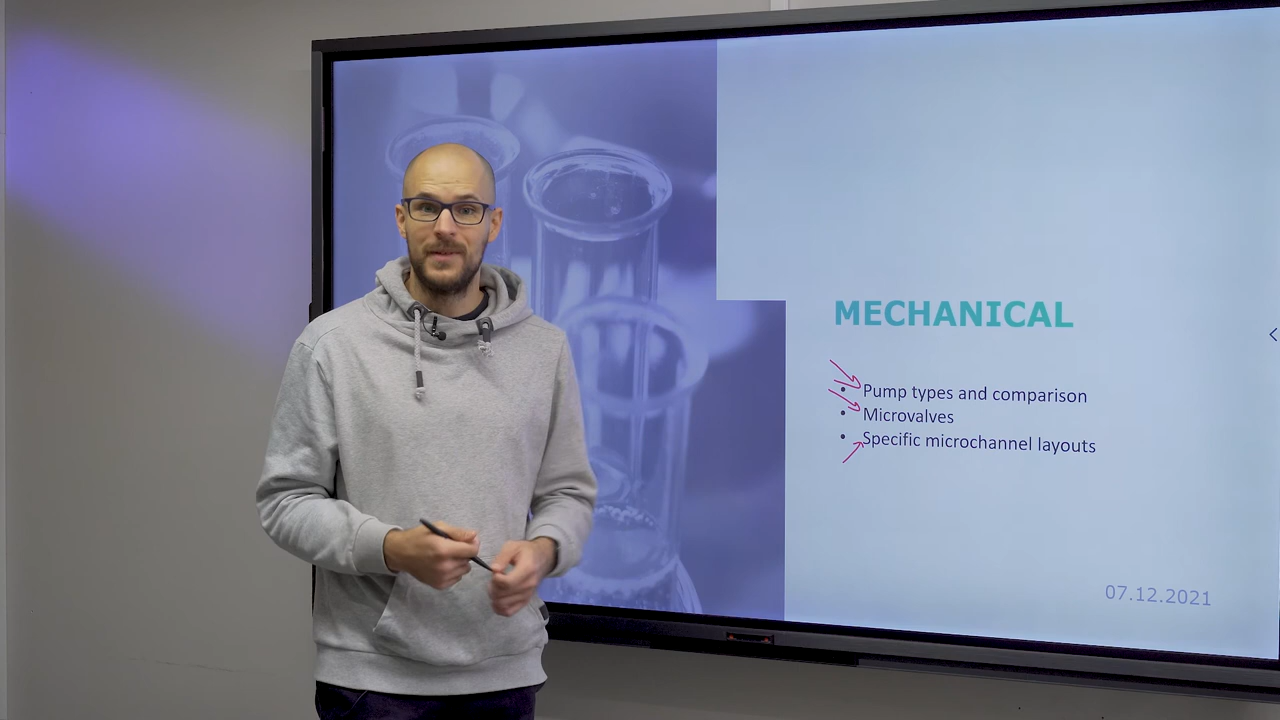 MECHANICAL
• Pump types and comparison
• Microvalves
• Specific microchannel layouts
07.12.2021